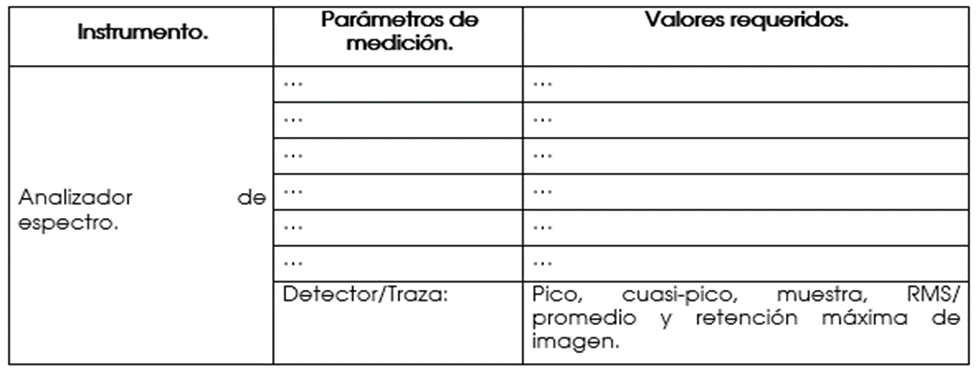 Instrumento.
Parámetros de
medición.
Valores requeridos.
Analizador de
espectro.
... ...
... ...
... ...
... ...
... ...
... ...
Detector/Traza:
Pico, cuasi-pico, muestra, RMS/
promedio y retención máxima de
imagen.